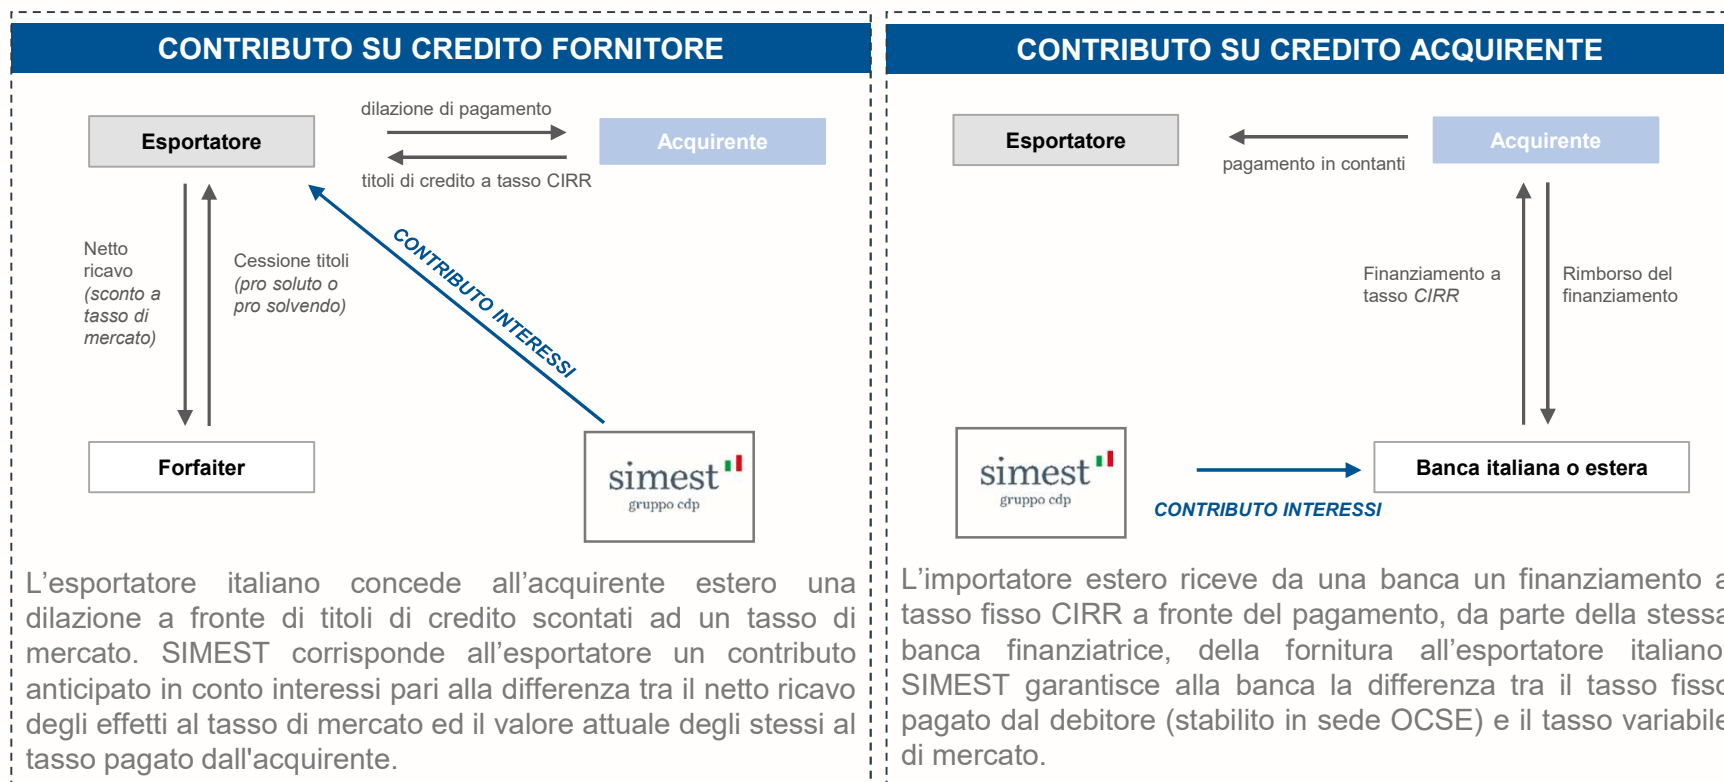 CONTRIBUTO SU CREDITO FORNITORE
dilazione di pagamento
Esportatore
Acquirente
titoli di credito a tasso CIRR
Netto
ricavo
(sconto a
tasso di
mercato)
Cessione titoli
(pro soluto o
pro solvendo)
CONTRIBUTO INTERESSI
Forfaiter
simest
gruppo cdp
L'esportatore italiano concede all'acquirente estero una
dilazione a fronte di titoli di credito scontati ad un tasso di
mercato. SIMEST corrisponde all'esportatore un contributo
anticipato in conto interessi pari alla differenza tra il netto ricavo
degli effetti al tasso di mercato ed il valore attuale degli stessi al
tasso pagato dall'acquirente.
CONTRIBUTO SU CREDITO ACQUIRENTE
Esportatore
Acquirente
pagamento in contanti
Finanziamento a
tasso CIRR
Rimborso del
finanziamento
simest
gruppo cdp
Banca italiana o estera
CONTRIBUTO INTERESSI
L'importatore estero riceve da una banca un finanziamento a
tasso fisso CIRR a fronte del pagamento, da parte della stessa
banca finanziatrice, della fornitura all'esportatore italiano
SIMEST garantisce alla banca la differenza tra il tasso fisso
pagato dal debitore (stabilito in sede OCSE) e il tasso variabile
di mercato.